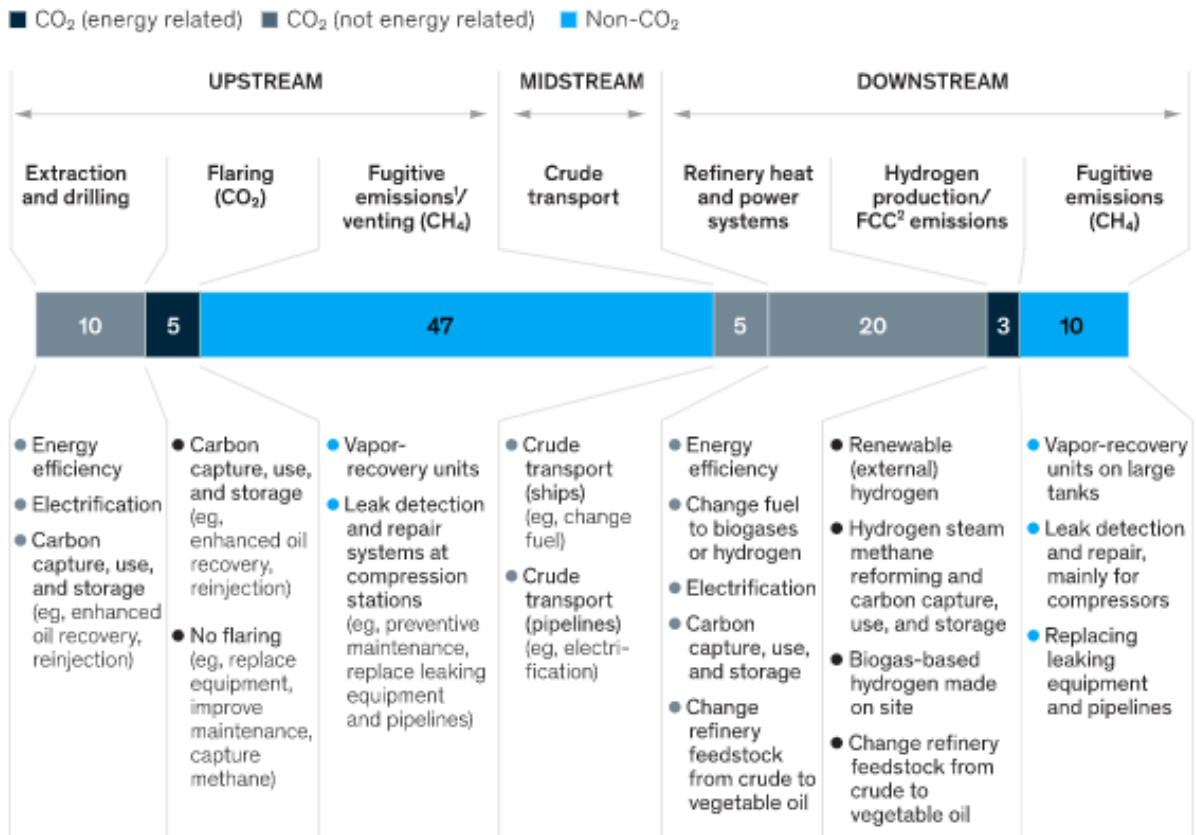 CO₂ (energy related) CO₂ (not energy related) Non-CO₂
UPSTREAM
MIDSTREAM
DOWNSTREAM
Extraction
and drilling
Flaring
(CO₂)
Fugitive
emissions¹/
venting (CH₄)
Crude
transport
Refinery heat
and power
systems
Hydrogen
production/
FCC² emissions
Fugitive
emissions
(CH₄)
10 5 47 5 20 3 10
Energy
efficiency
Electrification
Carbon
capture, use,
and storage
(eg, enhanced
oil recovery,
reinjection)
Carbon
capture, use,
and storage
(eg,
enhanced oil
recovery,
reinjection)
No flaring
(eg, replace
equipment,
improve
maintenance,
capture
methane)
Vapor-
recovery units
Leak detection
and repair
systems at
compression
stations
(eg, preventive
maintenance,
replace leaking
equipment
and pipelines)
Crude
transport
(ships)
(eg, change
fuel)
Crude
transport
(pipelines)
(eg, electri-
fication)
Energy
efficiency
Change fuel
to biogases
or hydrogen
Electrification
Carbon
capture, use,
and storage
Change
refinery
feedstock
from crude to
vegetable oil
Renewable
(external)
hydrogen
Hydrogen steam
methane
reforming and
carbon capture,
use, and storage
Biogas-based
hydrogen made
on site
Change refinery
feedstock from
crude to
vegetable oil
Vapor-recovery
units on large
tanks
Leak detection
and repair,
mainly for
compressors
Replacing
leaking
equipment
and pipelines